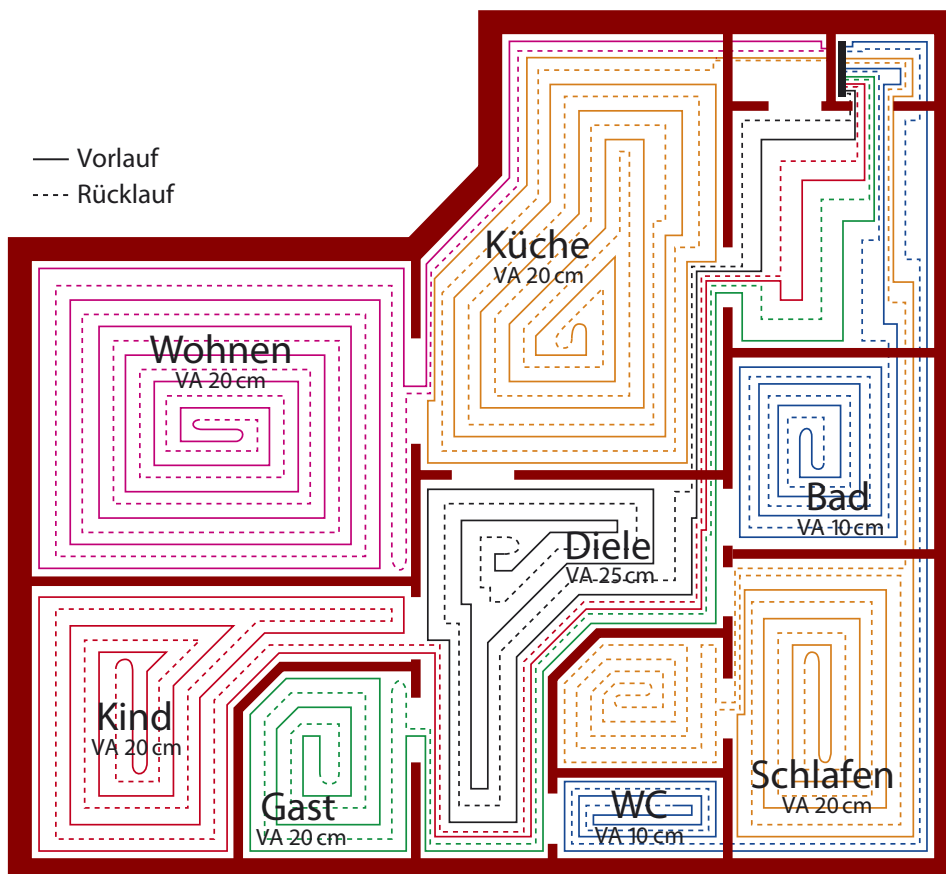 Vorlauf
Rücklauf
Küche
VA 20 cm
Wohnen
VA 20 cm
Bad
VA 10 cm
Diele
VA 25 cm
Kind
VA 20 cm
Gast
VA 20 cm
WC
VA 10 cm
Schlafen
VA 20 cm